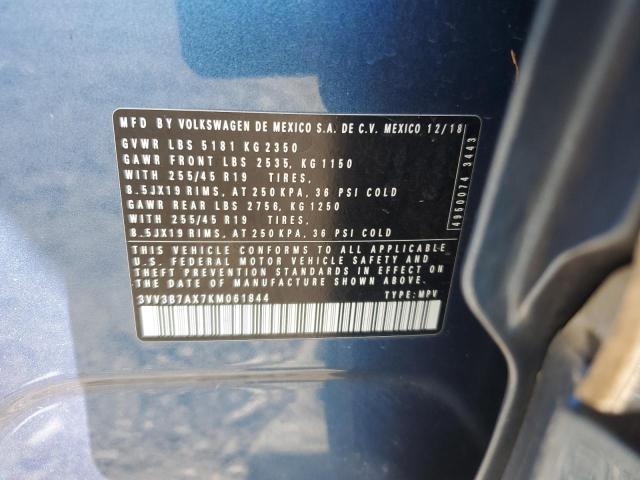 MFD BY VOLKSWAGEN DE MEXICO S.A. DE C.V. MEXICO 12/18
GVWR LBS 5181 KG 2350
GAWR FRONT LBS 2535, KG 1150
WITH 255/45 R19 TIRES,
8.5JX19 RIMS, AT 250 KPA, 36 PSI COLD
GAWR REAR LBS 2756, KG 1250
WITH 255/45 R19 TIRES,
8.5JX19 RIMS, AT 250 KPA, 36 PSI COLD
THIS VEHICLE CONFORMS TO ALL APPLICABLE
U.S. FEDERAL MOTOR VEHICLE SAFETY AND
THEFT PREVENTION STANDARDS IN EFFECT ON
THE DATE OF MANUFACTURE SHOWN ABOVE.
3VV3B7AX7KM061844 TYPE: MPV
4950074 3443